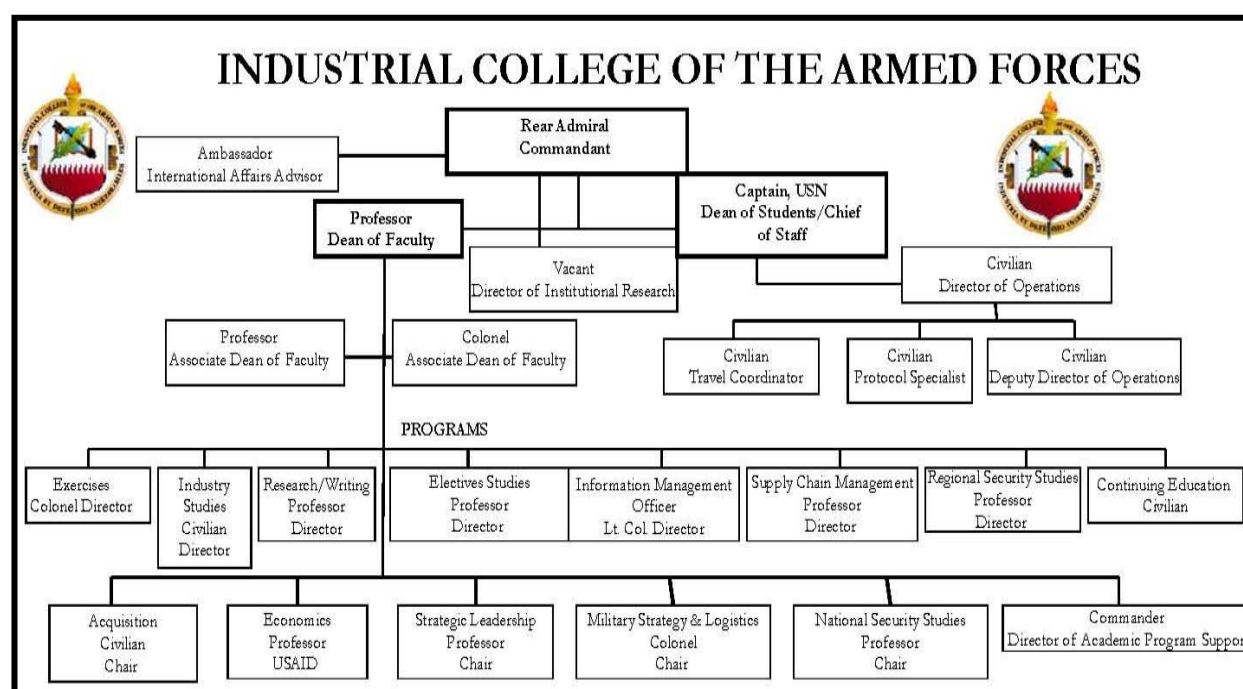 INDUSTRIAL COLLEGE OF THE ARMED FORCES
Rear Admiral
Commandant
Ambassador
International Affairs Advisor
Captain, USN
Dean of Students/Chief
of Staff
Professor
Dean of Faculty
Vacant
Director of Institutional Research
Civilian
Director of Operations
Professor
Associate Dean of Faculty
Colonel
Associate Dean of Faculty
Civilian
Travel Coordinator
Civilian
Protocol Specialist
Civilian
Deputy Director of Operations
PROGRAMS
Exercises
Colonel Director
Industry
Studies
Civilian
Director
Research/Writing
Professor
Director
Electives Studies
Professor
Director
Information Management
Officer
Lt. Col. Director
Supply Chain Management
Professor
Director
Regional Security Studies
Professor
Director
Continuing Education
Civilian
Acquisition
Civilian
Chair
Economics
Professor
USAID
Strategic Leadership
Professor
Chair
Military Strategy & Logistics
Colonel
Chair
National Security Studies
Professor
Chair
Commander
Director of Academic Program Support